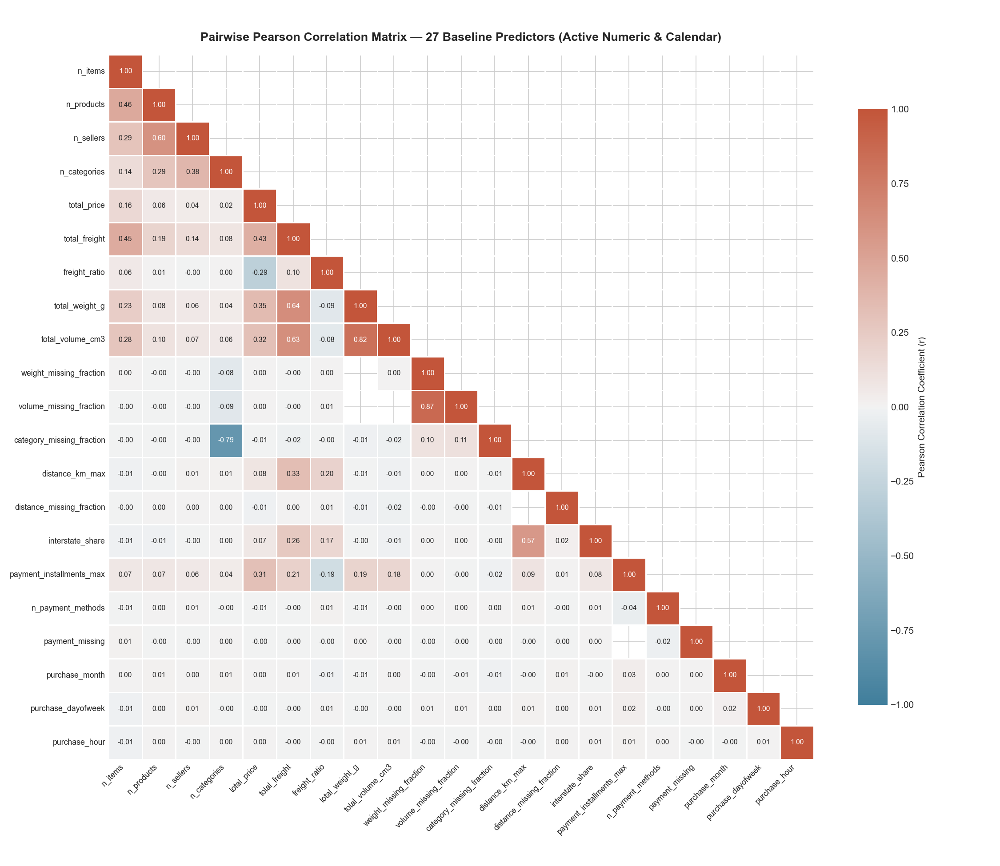 Pairwise Pearson Correlation Matrix — 27 Baseline Predictors (Active Numeric & Calendar)
n_items 1.00
n_products 0.46 1.00
n_sellers 0.29 0.60 1.00
n_categories 0.14 0.29 0.38 1.00
total_price 0.16 0.06 0.04 0.02 1.00
total_freight 0.45 0.19 0.14 0.08 0.43 1.00
freight_ratio 0.06 0.01 -0.00 0.00 -0.29 0.10 1.00
total_weight_g 0.23 0.08 0.06 0.04 0.35 0.64 -0.09 1.00
total_volume_cm3 0.28 0.10 0.07 0.06 0.32 0.63 -0.08 0.82 1.00
weight_missing_fraction 0.00 -0.00 -0.00 -0.08 0.00 -0.00 0.00 0.00 1.00
volume_missing_fraction -0.00 -0.00 -0.00 -0.09 0.00 -0.00 0.01 0.87 1.00
category_missing_fraction -0.00 -0.00 -0.00 -0.79 -0.01 -0.02 -0.00 -0.01 -0.02 0.10 0.11 1.00
distance_km_max -0.01 -0.00 0.01 0.01 0.08 0.33 0.20 -0.01 -0.01 0.00 0.00 -0.01 1.00
distance_missing_fraction -0.00 0.00 0.00 0.00 -0.01 0.00 0.01 -0.01 -0.02 -0.00 -0.00 -0.01 1.00
interstate_share -0.01 -0.01 -0.00 0.00 0.07 0.26 0.17 -0.00 -0.01 0.00 0.00 -0.00 0.57 0.02 1.00
payment_installments_max 0.07 0.07 0.06 0.04 0.31 0.21 -0.19 0.19 0.18 0.00 -0.00 -0.02 0.09 0.01 0.08 1.00
n_payment_methods -0.01 0.00 0.01 -0.00 -0.01 -0.00 0.01 -0.01 -0.00 0.00 0.00 0.00 0.01 -0.00 0.01 -0.04 1.00
payment_missing 0.01 -0.00 -0.00 0.00 -0.00 -0.00 -0.00 0.00 -0.00 -0.00 -0.00 -0.00 -0.00 -0.00 0.00 -0.02 1.00
purchase_month 0.00 0.01 0.00 0.01 0.00 0.01 -0.01 -0.01 0.00 -0.00 -0.01 -0.01 -0.00 0.01 -0.00 0.03 0.00 0.00 1.00
purchase_dayofweek -0.01 0.00 0.01 -0.00 -0.00 -0.00 0.01 -0.00 -0.00 0.01 0.01 0.00 0.01 0.00 0.01 0.02 -0.00 0.00 0.02 1.00
purchase_hour -0.01 0.00 -0.00 0.00 0.00 -0.00 -0.00 0.01 0.01 -0.00 -0.00 -0.00 -0.00 0.00 0.01 0.01 0.00 -0.00 -0.00 0.01 1.00
n_items
n_products
n_sellers
n_categories
total_price
total_freight
freight_ratio
total_weight_g
total_volume_cm3
weight_missing_fraction
volume_missing_fraction
category_missing_fraction
distance_km_max
distance_missing_fraction
interstate_share
payment_installments_max
n_payment_methods
payment_missing
purchase_month
purchase_dayofweek
purchase_hour
1.00
0.75
0.50
0.25
0.00
−0.25
−0.50
−0.75
−1.00
Pearson Correlation Coefficient (r)